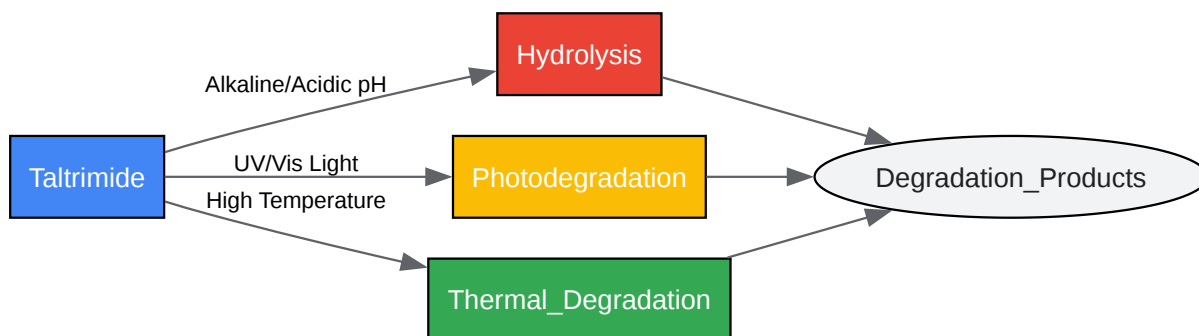 Hydrolysis
Alkaline/Acidic pH
Taltrimide
UV/Vis Light
Photodegradation
Degradation_Products
High Temperature
Thermal_Degradation